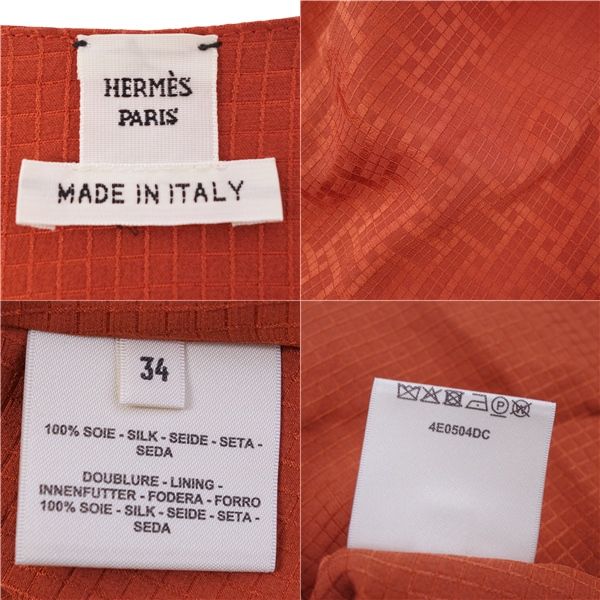 HERMÈS
PARIS
MADE IN ITALY
34
100% SOIE - SILK - SEIDE - SETA -
SEDA
DOUBLURE - LINING -
INNENFUTTER - FODERA - FORRO
100% SOIE - SILK - SEIDE - SETA -
SEDA
P W
4E0504DC